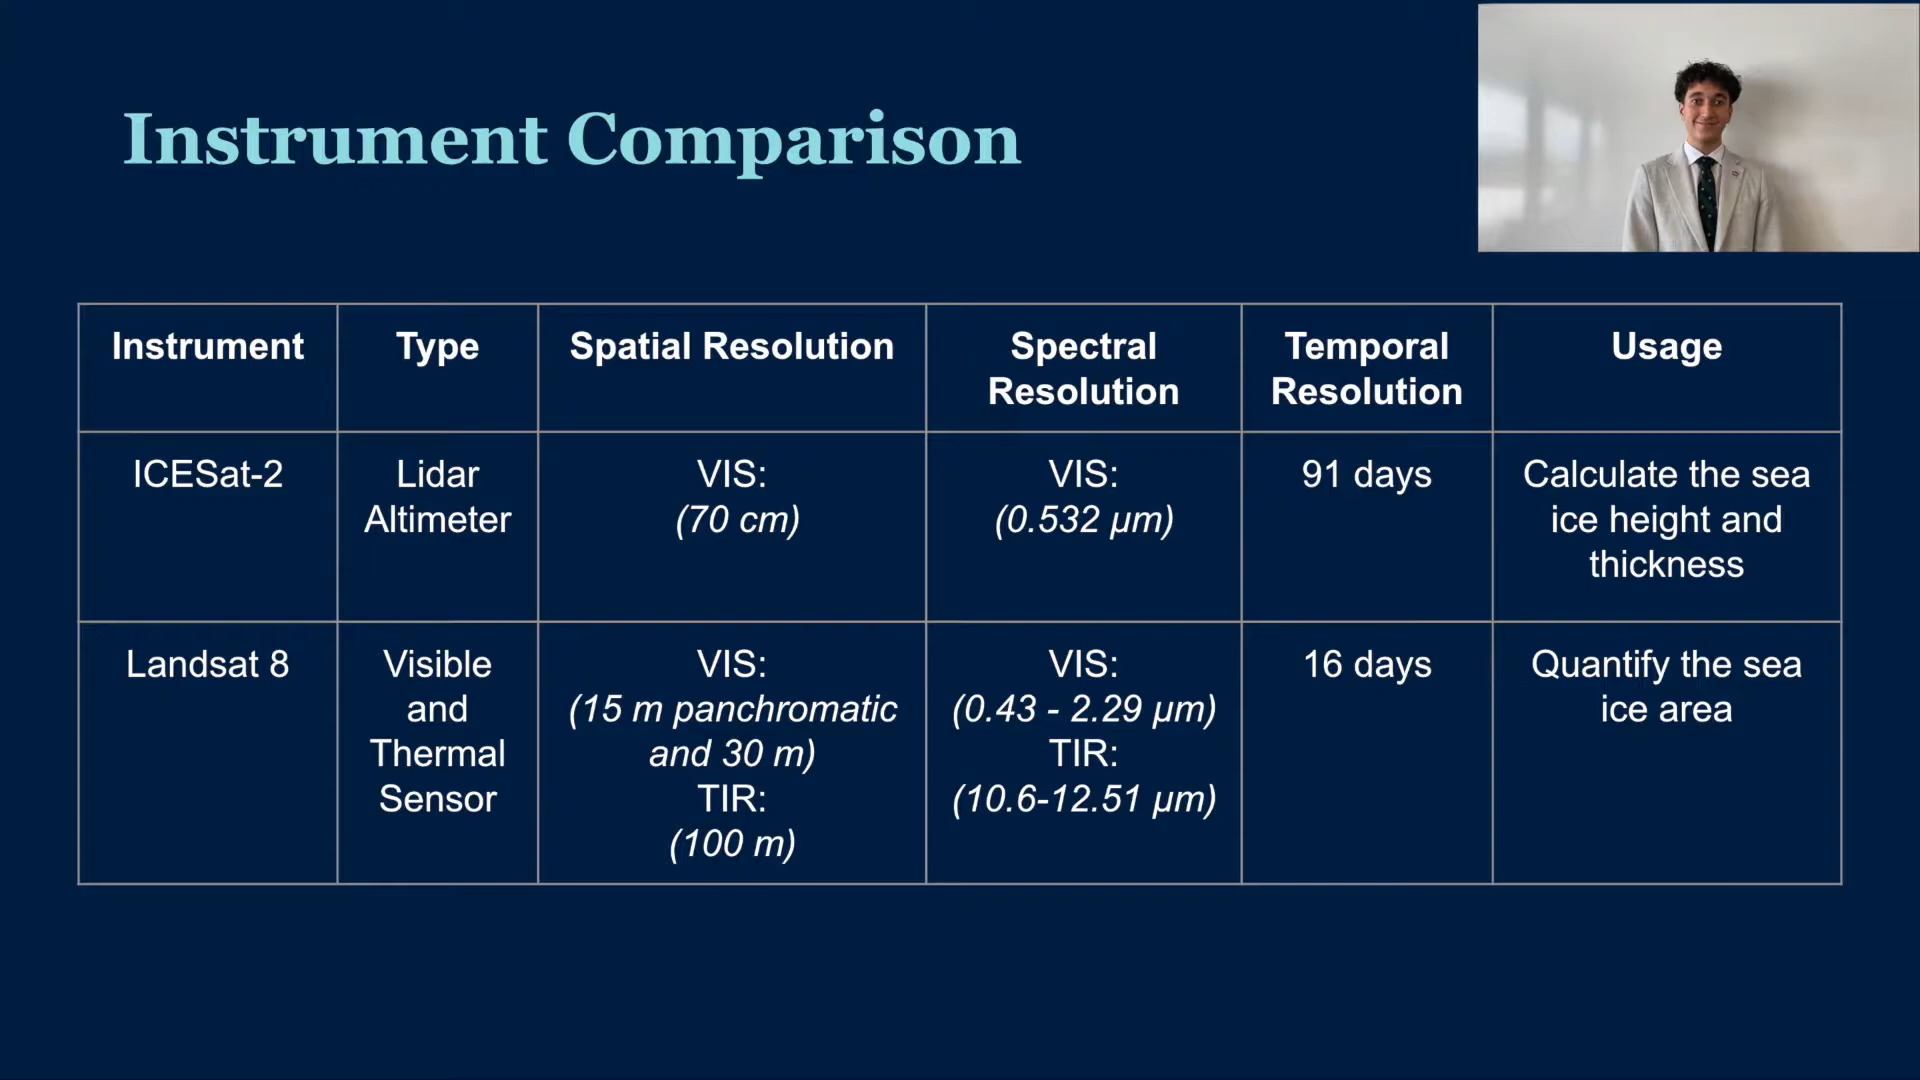 Instrument Comparison
Instrument
Type
Spatial Resolution
Spectral
Resolution
Temporal
Resolution
Usage
ICESat-2
Lidar
Altimeter
VIS:
(70 cm)
VIS:
(0.532 μm)
91 days
Calculate the sea
ice height and
thickness
Landsat 8
Visible
and
Thermal
Sensor
VIS:
(15 m panchromatic
and 30 m)
TIR:
(100 m)
VIS:
(0.43 - 2.29 μm)
TIR:
(10.6-12.51 μm)
16 days
Quantify the sea
ice area